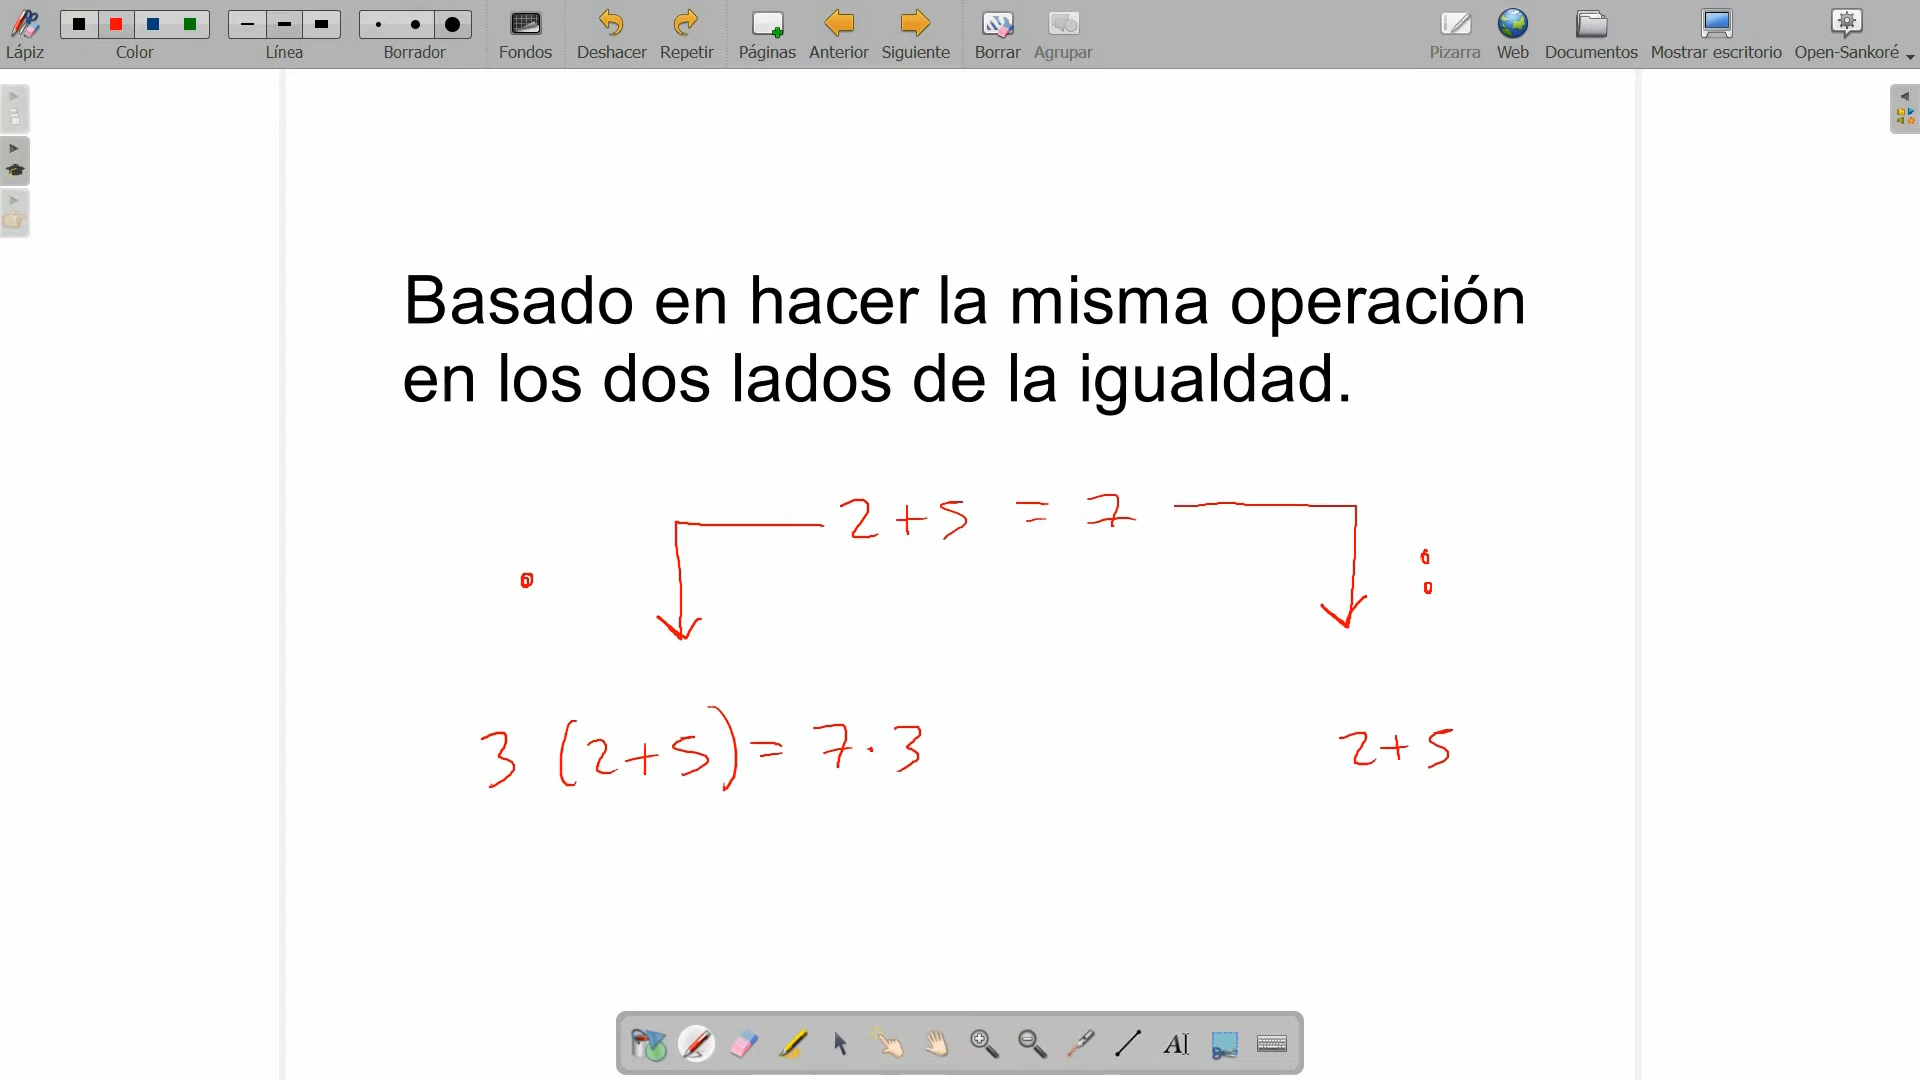 Lápiz Color Línea Borrador Fondos Deshacer Repetir Páginas Anterior Siguiente Borrar Agrupar Pizarra Web Documentos Mostrar escritorio Open-Sankoré
Basado en hacer la misma operación
en los dos lados de la igualdad.
2+5 = 7
3 (2+5) = 7·3
2+5